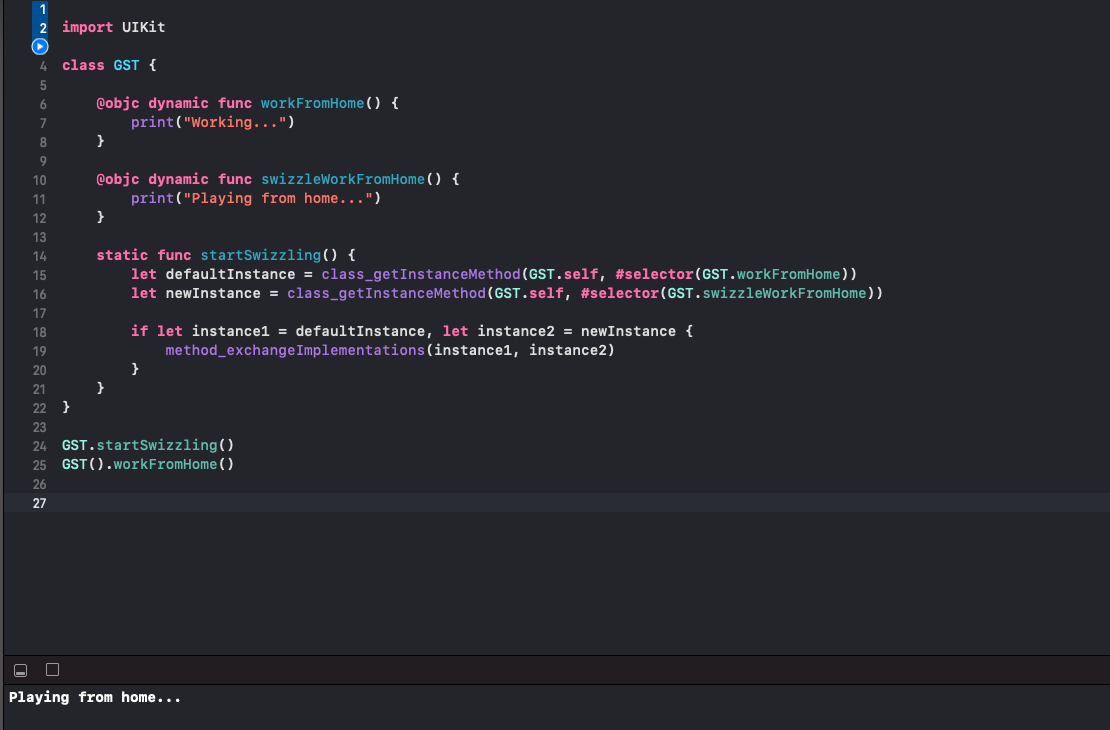 1
2 import UIKit
4 class GST {
5
6 @objc dynamic func workFromHome() {
7 print("Working...")
8 }
9
10 @objc dynamic func swizzleWorkFromHome() {
11 print("Playing from home...")
12 }
13
14 static func startSwizzling() {
15 let defaultInstance = class_getInstanceMethod(GST.self, #selector(GST.workFromHome))
16 let newInstance = class_getInstanceMethod(GST.self, #selector(GST.swizzleWorkFromHome))
17
18 if let instance1 = defaultInstance, let instance2 = newInstance {
19 method_exchangeImplementations(instance1, instance2)
20 }
21 }
22 }
23
24 GST.startSwizzling()
25 GST().workFromHome()
26
27
Playing from home...